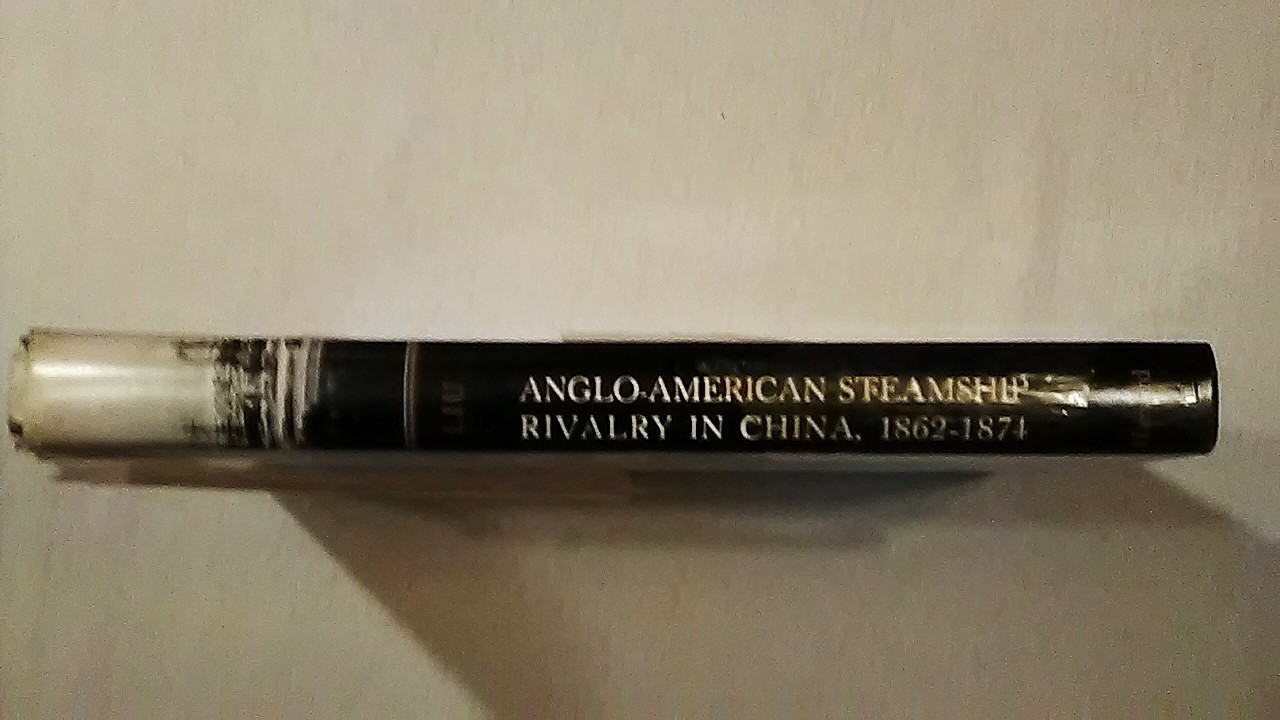 LIU
ANGLO-AMERICAN STEAMSHIP
RIVALRY IN CHINA, 1862-1874